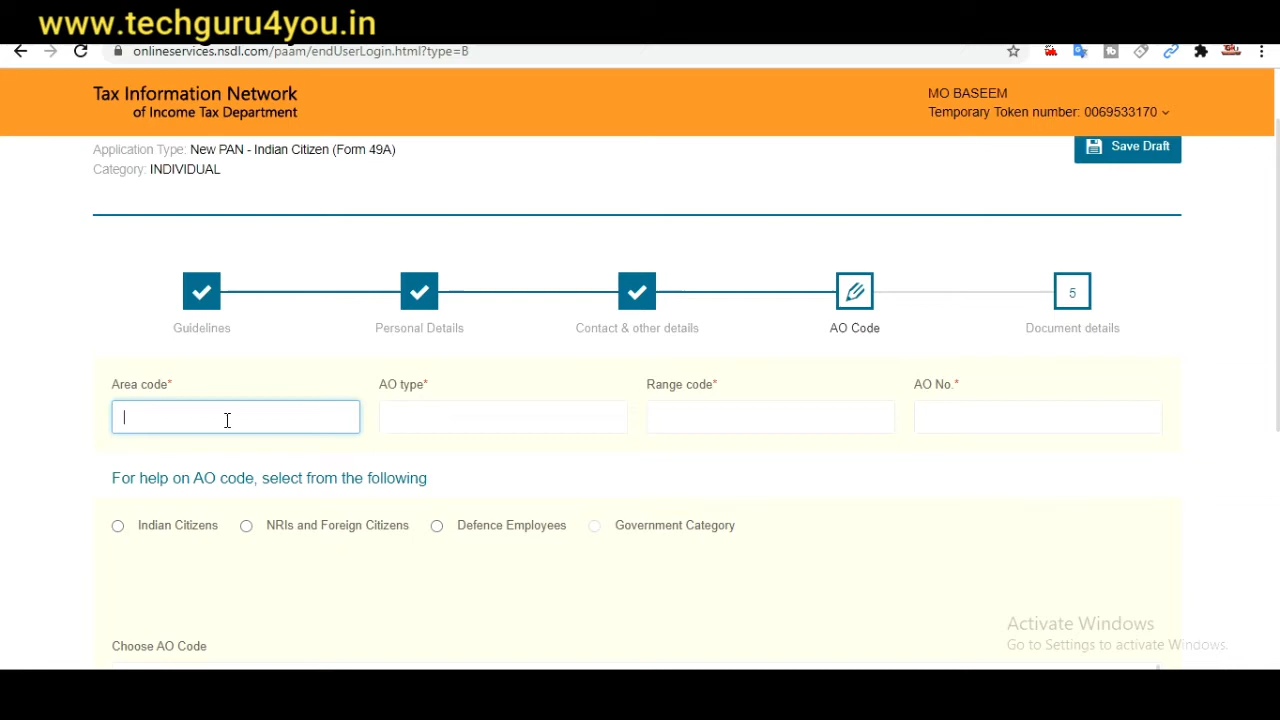 www.techguru4you.in
onlineservices.nsdl.com/paam/endUserLogin.html?type=B
Tax Information Network
of Income Tax Department
MO BASEEM
Temporary Token number: 0069533170
Application Type: New PAN - Indian Citizen (Form 49A)
Category: INDIVIDUAL
Save Draft
5
Guidelines
Personal Details
Contact & other details
AO Code
Document details
Area code*
AO type*
Range code*
AO No.*
For help on AO code, select from the following
Indian Citizens
NRIs and Foreign Citizens
Defence Employees
Government Category
Activate Windows
Go to Settings to activate Windows.
Choose AO Code